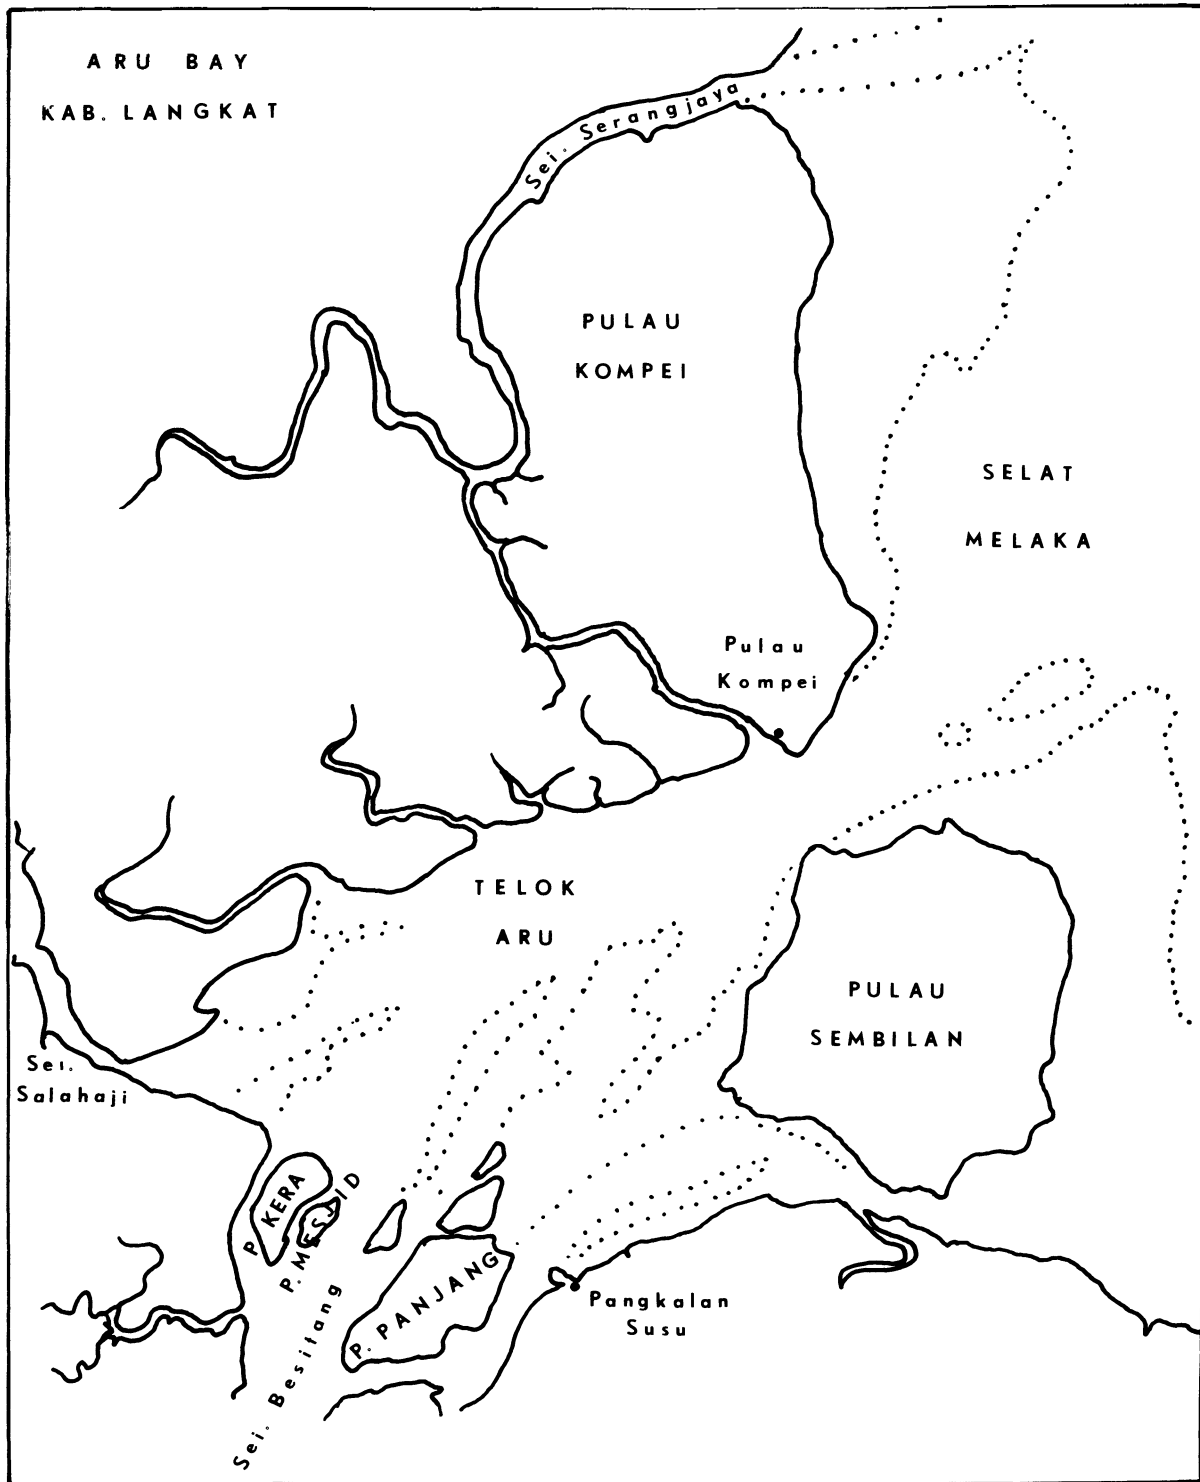 ARU BAY
KAB. LANGKAT
Sei. Serangjaya
PULAU
KOMPEI
SELAT
MELAKA
Pulau
Kompei
TELOK
ARU
PULAU
SEMBILAN
Sei.
Salahaji
P. KERA
P. MESJID
P. PANJANG
Pangkalan
Susu
Sei. Besitang